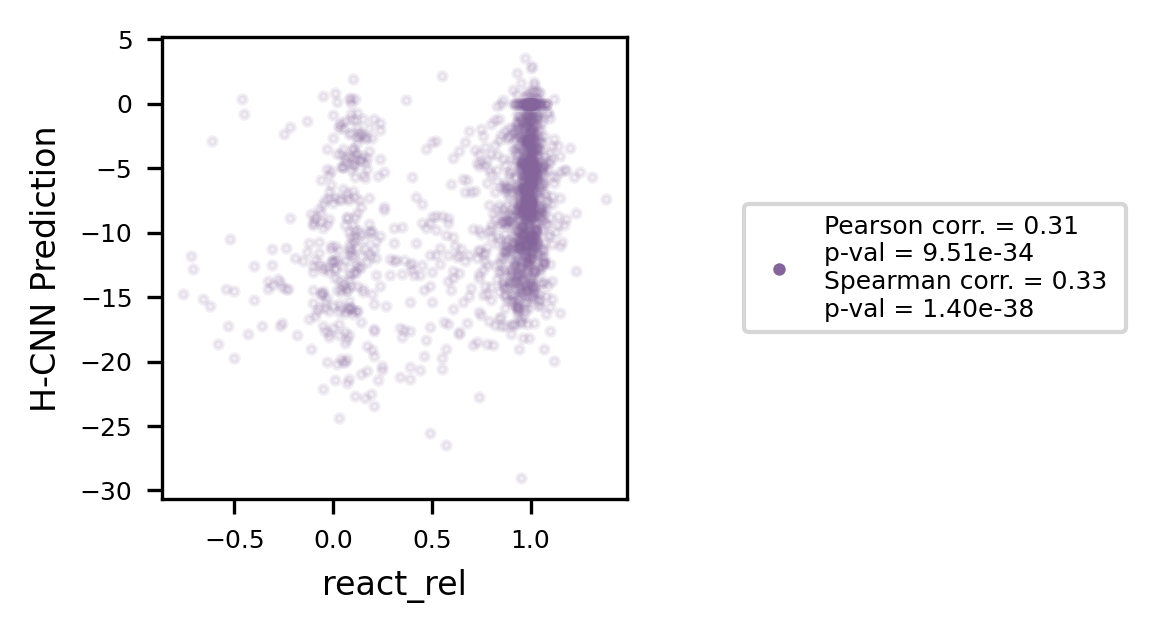 5
0
−5
−10
−15
−20
−25
−30
H-CNN Prediction
−0.5
0.0
0.5
1.0
react_rel
Pearson corr. = 0.31
p-val = 9.51e-34
Spearman corr. = 0.33
p-val = 1.40e-38